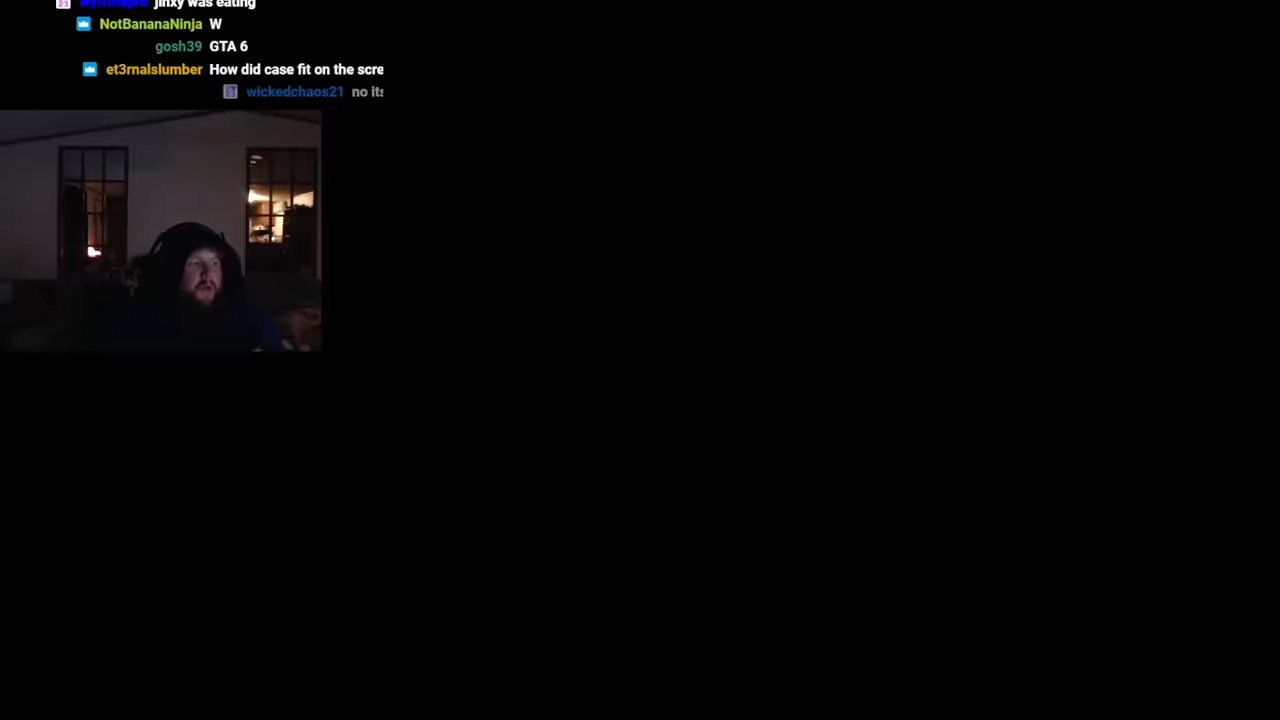 jinxy was eating
NotBananaNinja W
gosh39 GTA 6
et3rnalslumber How did case fit on the scre
wickedchaos21 no its